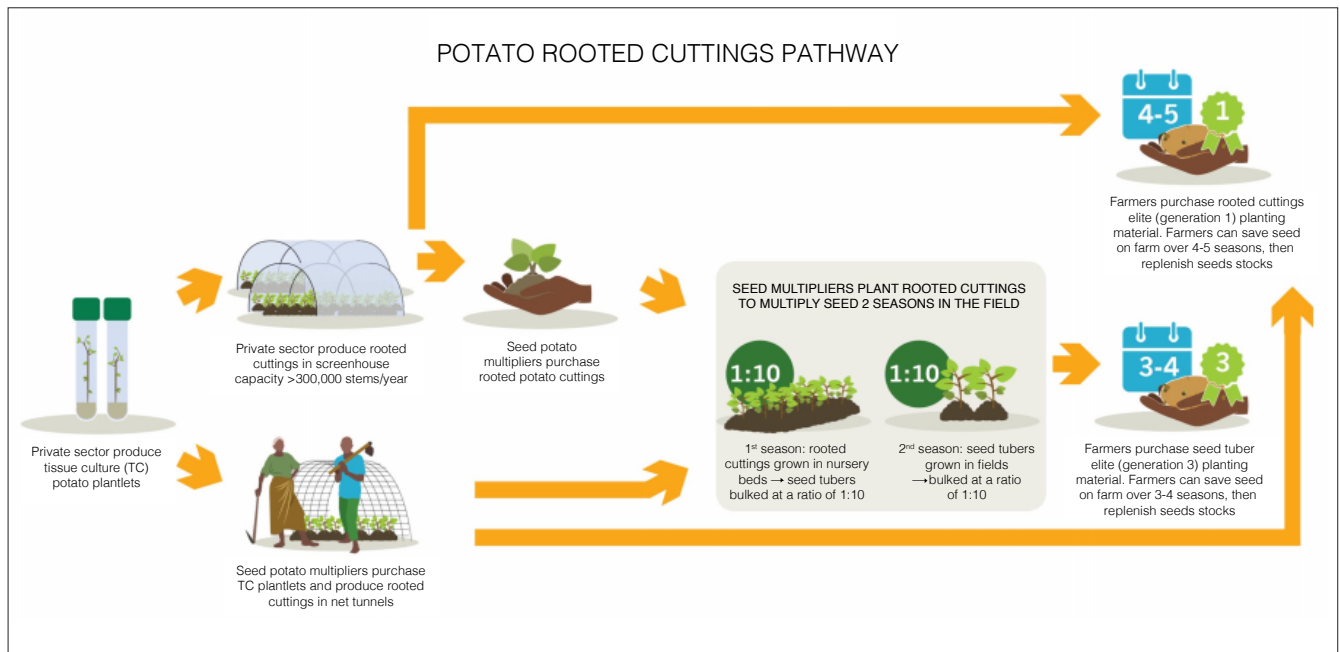 POTATO ROOTED CUTTINGS PATHWAY
4-5
1
Farmers purchase rooted cuttings
elite (generation 1) planting
material. Farmers can save seed
on farm over 4-5 seasons, then
replenish seeds stocks
Private sector produce rooted
cuttings in screenhouse
capacity >300,000 stems/year
Seed potato
multipliers purchase
rooted potato cuttings
SEED MULTIPLIERS PLANT ROOTED CUTTINGS
TO MULTIPLY SEED 2 SEASONS IN THE FIELD
1:10
1:10
1st season: rooted
cuttings grown in nursery
beds → seed tubers
bulked at a ratio of 1:10
2nd season: seed tubers
grown in fields
→bulked at a ratio
of 1:10
3-4
3
Farmers purchase seed tuber
elite (generation 3) planting
material. Farmers can save seed
on farm over 3-4 seasons, then
replenish seeds stocks
Private sector produce
tissue culture (TC)
potato plantlets
Seed potato multipliers purchase
TC plantlets and produce rooted
cuttings in net tunnels